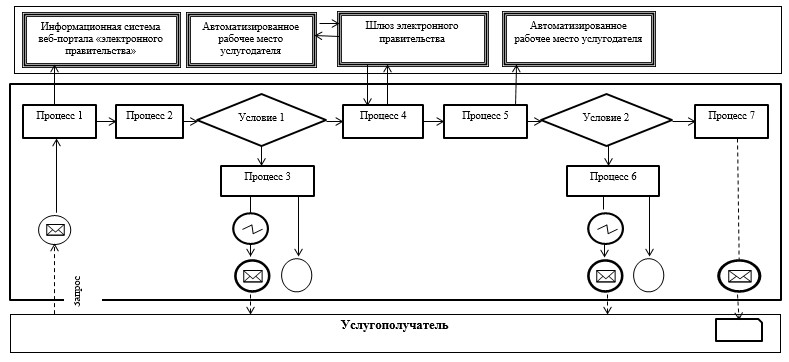 Информационная система
веб-портала «электронного
правительства»
Автоматизированное
рабочее место
услугодателя
Шлюз электронного
правительства
Автоматизированное
рабочее место услугодателя
Процесс 1
Процесс 2
Условие 1
Процесс 4
Процесс 5
Условие 2
Процесс 7
Процесс 3
Процесс 6
Запрос
Услугополучатель